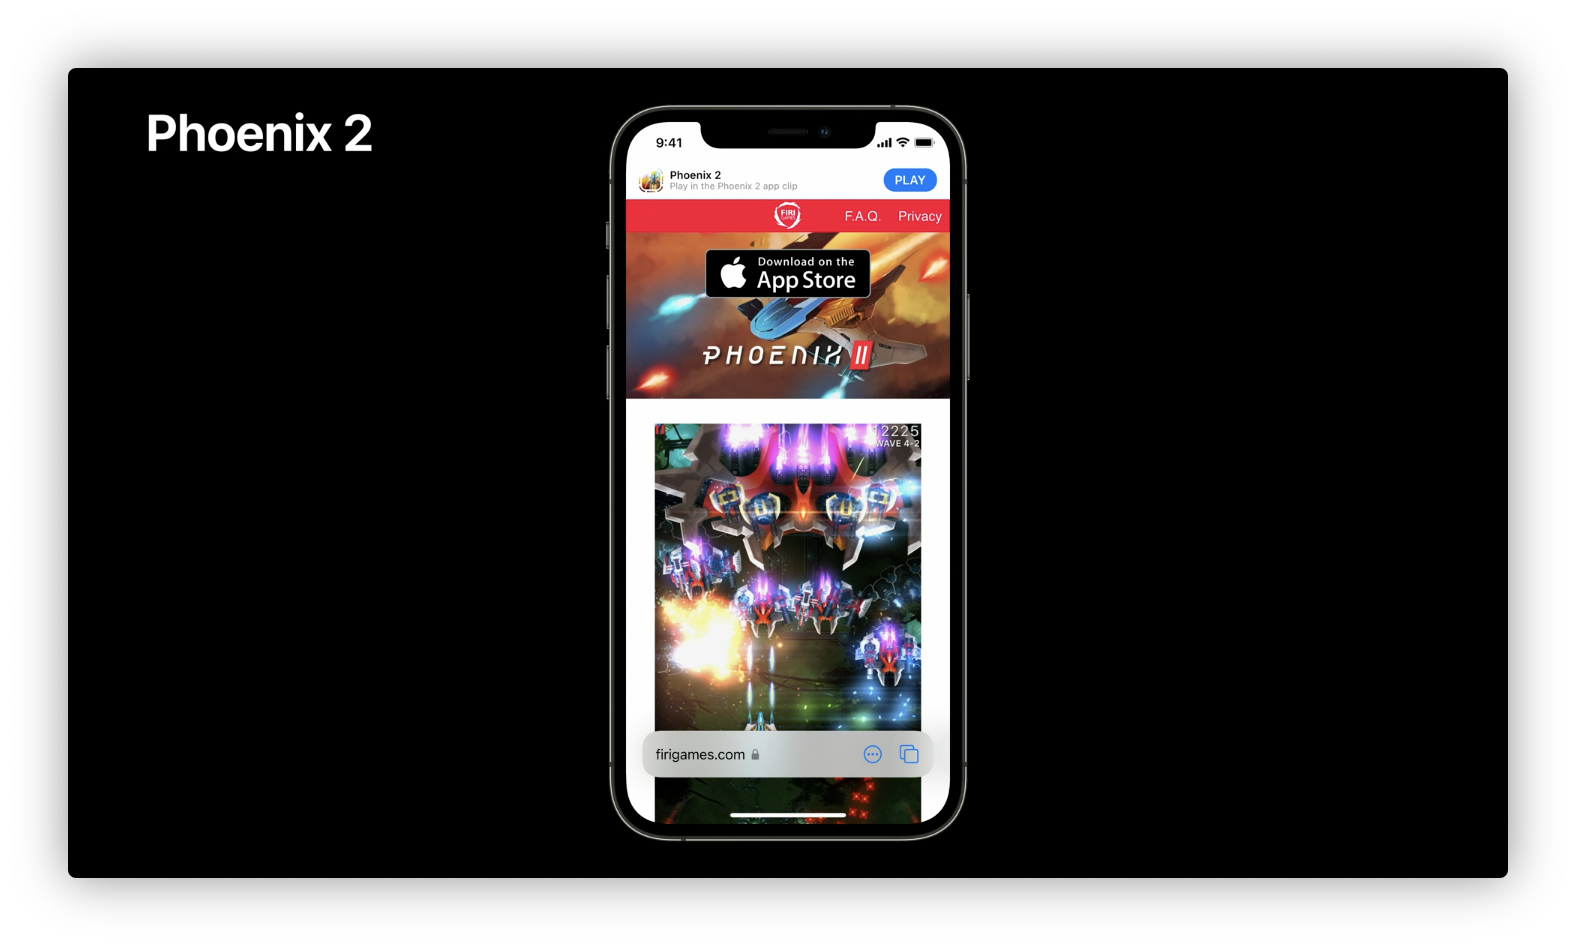 Phoenix 2
9:41
Phoenix 2
Play in the Phoenix 2 app clip
PLAY
FIRI
GAMES
F.A.Q. Privacy
Download on the
App Store
PHOENIX II
12225
WAVE 4-2
firigames.com